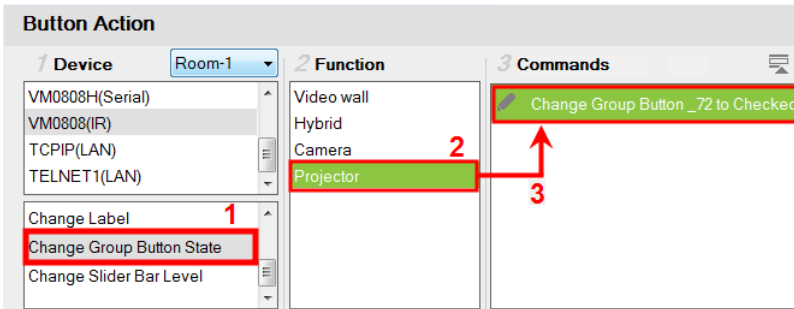 Button Action
1 Device Room-1 2 Function 3 Commands
VM0808H(Serial)
VM0808(IR)
TCPIP(LAN)
TELNET1(LAN)
Change Label 1
Change Group Button State
Change Slider Bar Level
Video wall
Hybrid
Camera 2
Projector
Change Group Button _72 to Checked
3